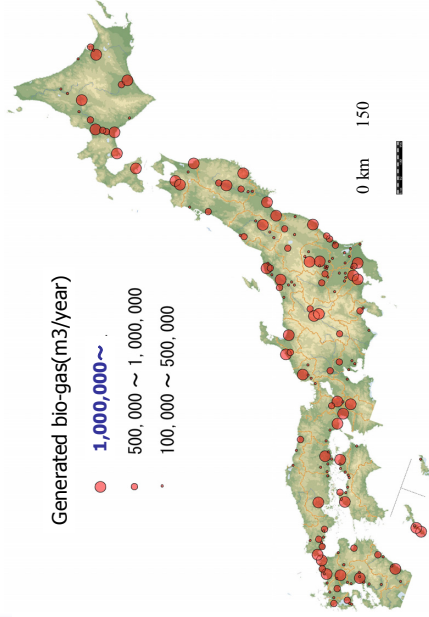 Generated bio-gas(m3/year)
1,000,000～
500, 000 ～ 1, 000, 000
100, 000 ～ 500, 000
0 km 150